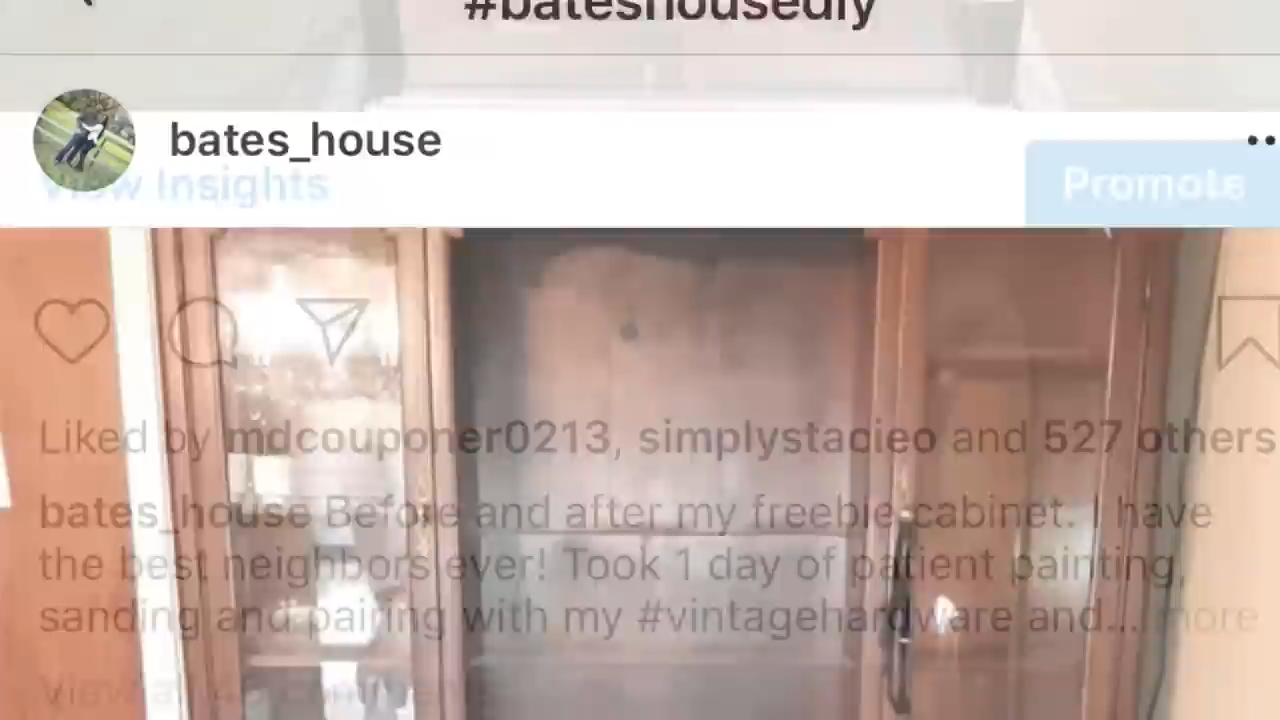 #bateshousediy
bates_house
View Insights
Promote
Liked by mdcouponer0213, simplystacieo and 527 others
bates_house Before and after my freebie cabinet. I have
the best neighbors ever! Took 1 day of patient painting,
sanding and pairing with my #vintagehardware and... more
View all